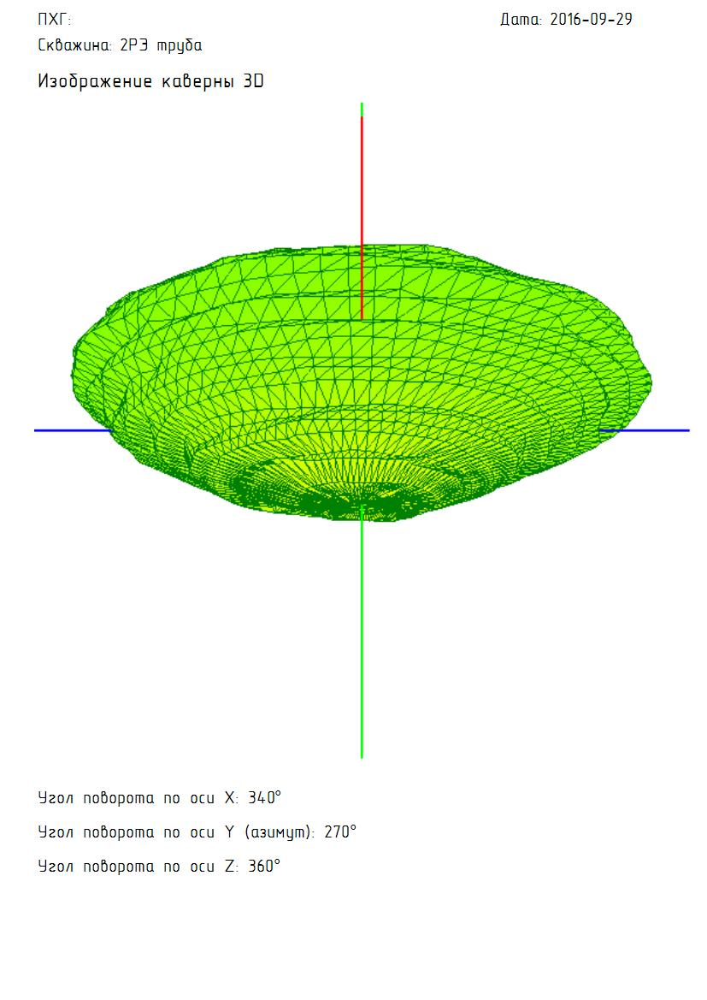 ПХГ:
Дата: 2016-09-29
Скважина: 2РЭ труба
Изображение каверны 3D
Угол поворота по оси X: 340°
Угол поворота по оси Y (азимут): 270°
Угол поворота по оси Z: 360°